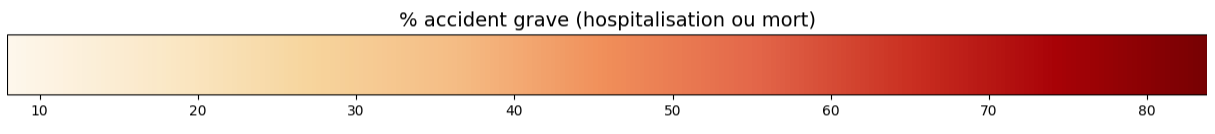 % accident grave (hospitalisation ou mort)
10 20 30 40 50 60 70 80